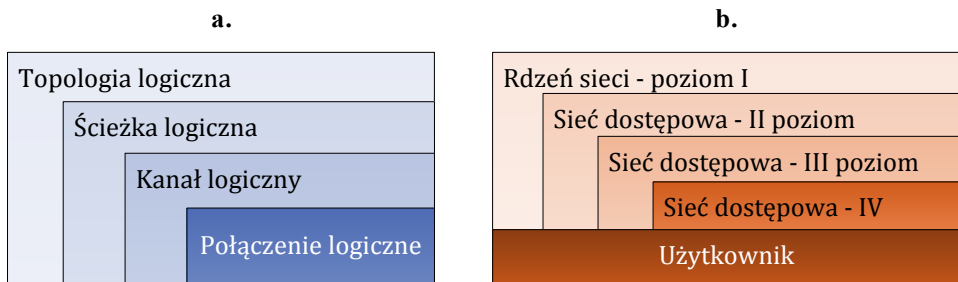 a.
Topologia logiczna
Ścieżka logiczna
Kanał logiczny
Połączenie logiczne
b.
Rdzeń sieci - poziom I
Sieć dostępowa - II poziom
Sieć dostępowa - III poziom
Sieć dostępowa - IV
Użytkownik